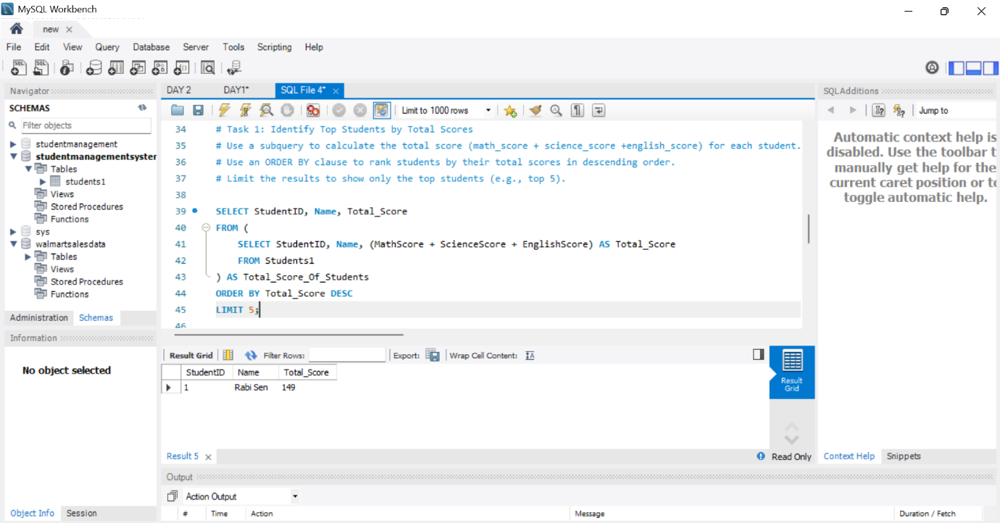 MySQL Workbench
new
File Edit View Query Database Server Tools Scripting Help
Navigator
SCHEMAS
Filter objects
studentmanagement
studentmanagementsyster
Tables
students1
Views
Stored Procedures
Functions
sys
walmartsalesdata
Tables
Views
Stored Procedures
Functions
Administration Schemas
Information
No object selected
Object Info Session
DAY 2 DAY1* SQL File 4*
Limit to 1000 rows
34 # Task 1: Identify Top Students by Total Scores
35 # Use a subquery to calculate the total score (math_score + science_score +english_score) for each student.
36 # Use an ORDER BY clause to rank students by their total scores in descending order.
37 # Limit the results to show only the top students (e.g., top 5).
38
39 SELECT StudentID, Name, Total_Score
40 FROM (
41 SELECT StudentID, Name, (MathScore + ScienceScore + EnglishScore) AS Total_Score
42 FROM Students1
43 ) AS Total_Score_Of_Students
44 ORDER BY Total_Score DESC
45 LIMIT 5;
46
Result Grid Filter Rows: Export: Wrap Cell Content:
StudentID Name Total_Score
1 Rabi Sen 149
Result
Grid
Result 5
Read Only
Output
Action Output
# Time Action Message Duration / Fetch
SQLAdditions
Jump to
Automatic context help is
disabled. Use the toolbar t
manually get help for the
current caret position or to
toggle automatic help.
Context Help Snippets